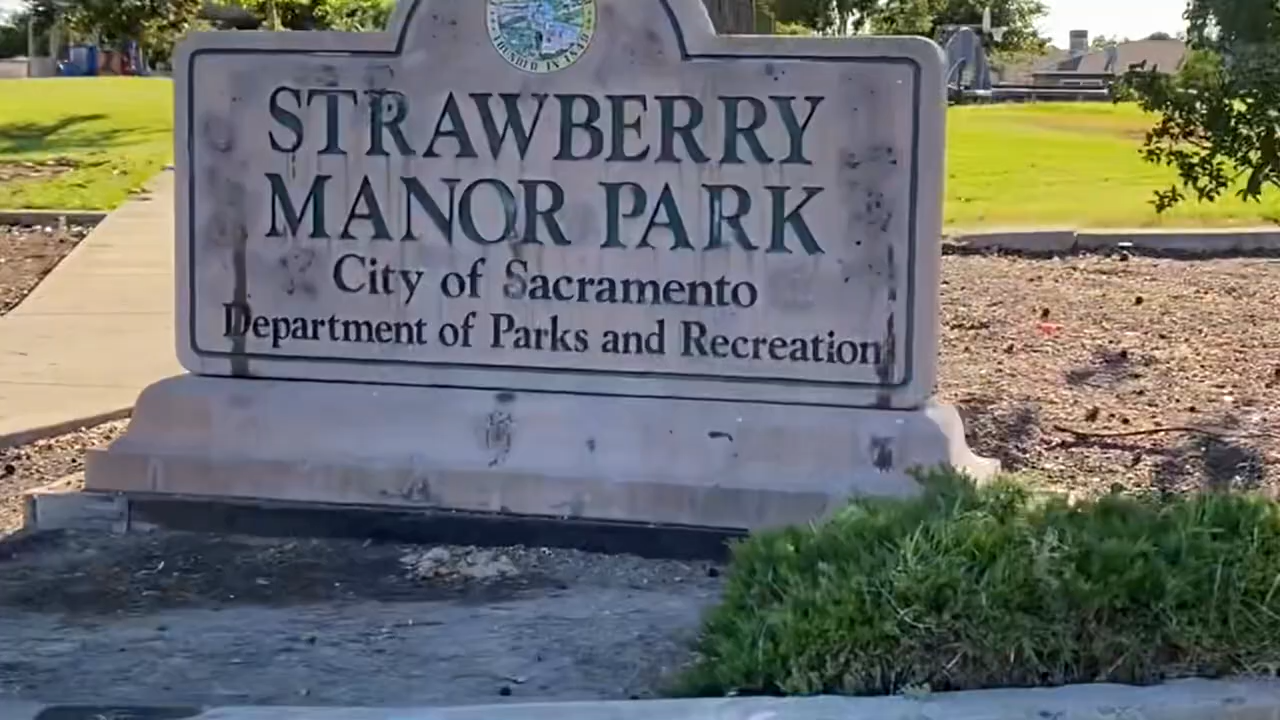 STRAWBERRY
MANOR PARK
City of Sacramento
Department of Parks and Recreation